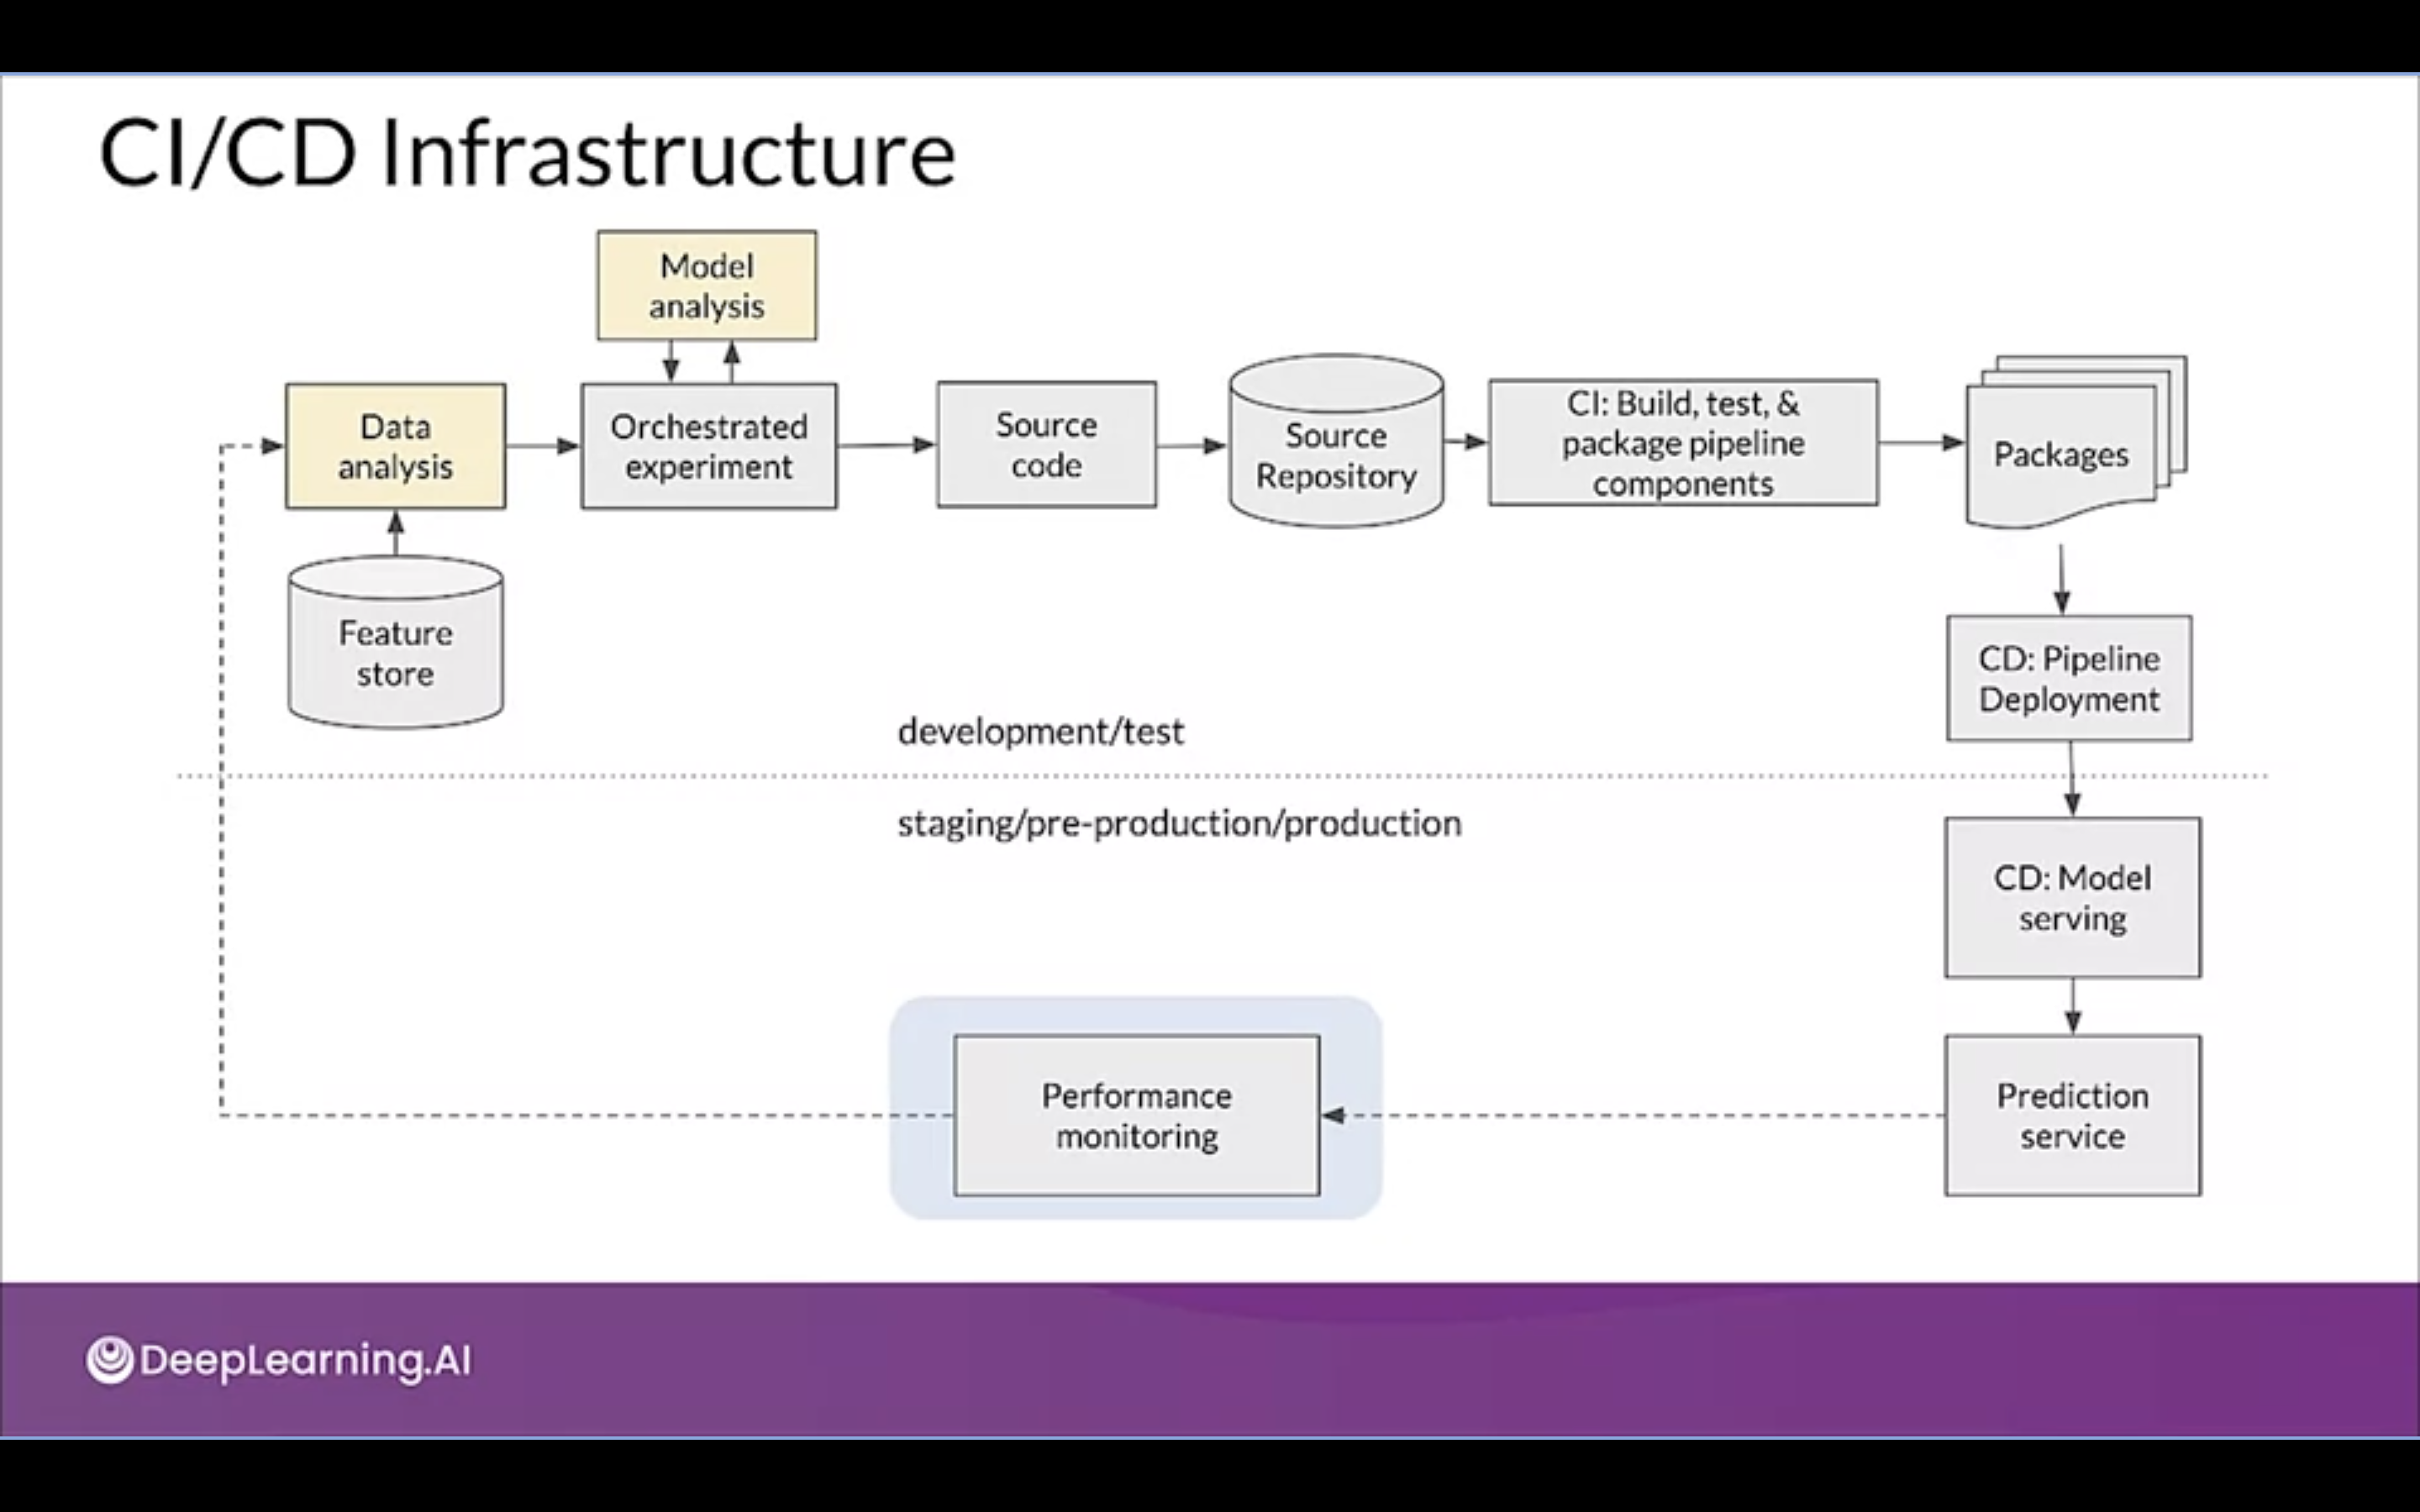 CI/CD Infrastructure
Model
analysis
Data
analysis
Orchestrated
experiment
Source
code
Source
Repository
CI: Build, test, &
package pipeline
components
Packages
Feature
store
CD: Pipeline
Deployment
development/test
staging/pre-production/production
CD: Model
serving
Performance
monitoring
Prediction
service
DeepLearning.AI